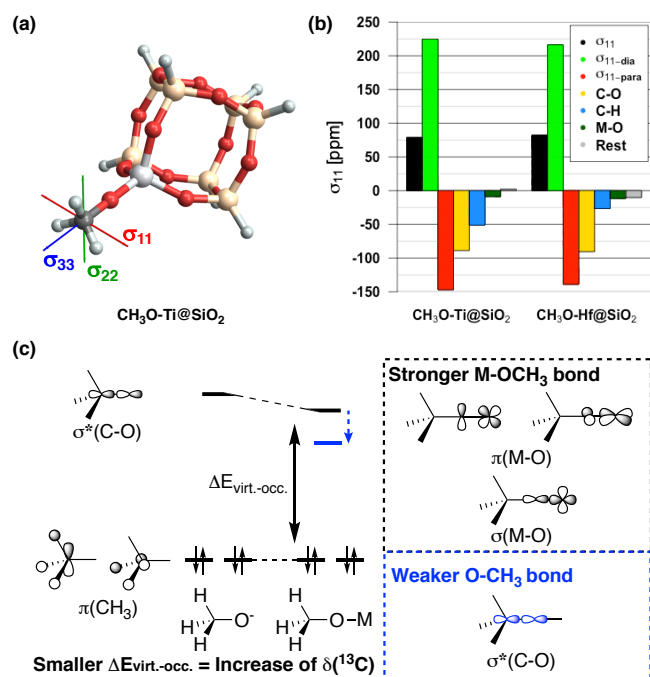 (a)
σ11
σ33
σ22
CH3O-Ti@SiO2
(b)
250
200
150
100
50
0
-50
-100
-150
σ11 [ppm]
σ11
σ11-dia
σ11-para
C-O
C-H
M-O
Rest
CH3O-Ti@SiO2
CH3O-Hf@SiO2
(c)
σ*(C-O)
ΔEvirt.-occ.
π(CH3)
H
H
H
O-
H
H
H
O-M
Smaller ΔEvirt.-occ. = Increase of δ(13C)
Stronger M-OCH3 bond
π(M-O)
σ(M-O)
Weaker O-CH3 bond
σ*(C-O)